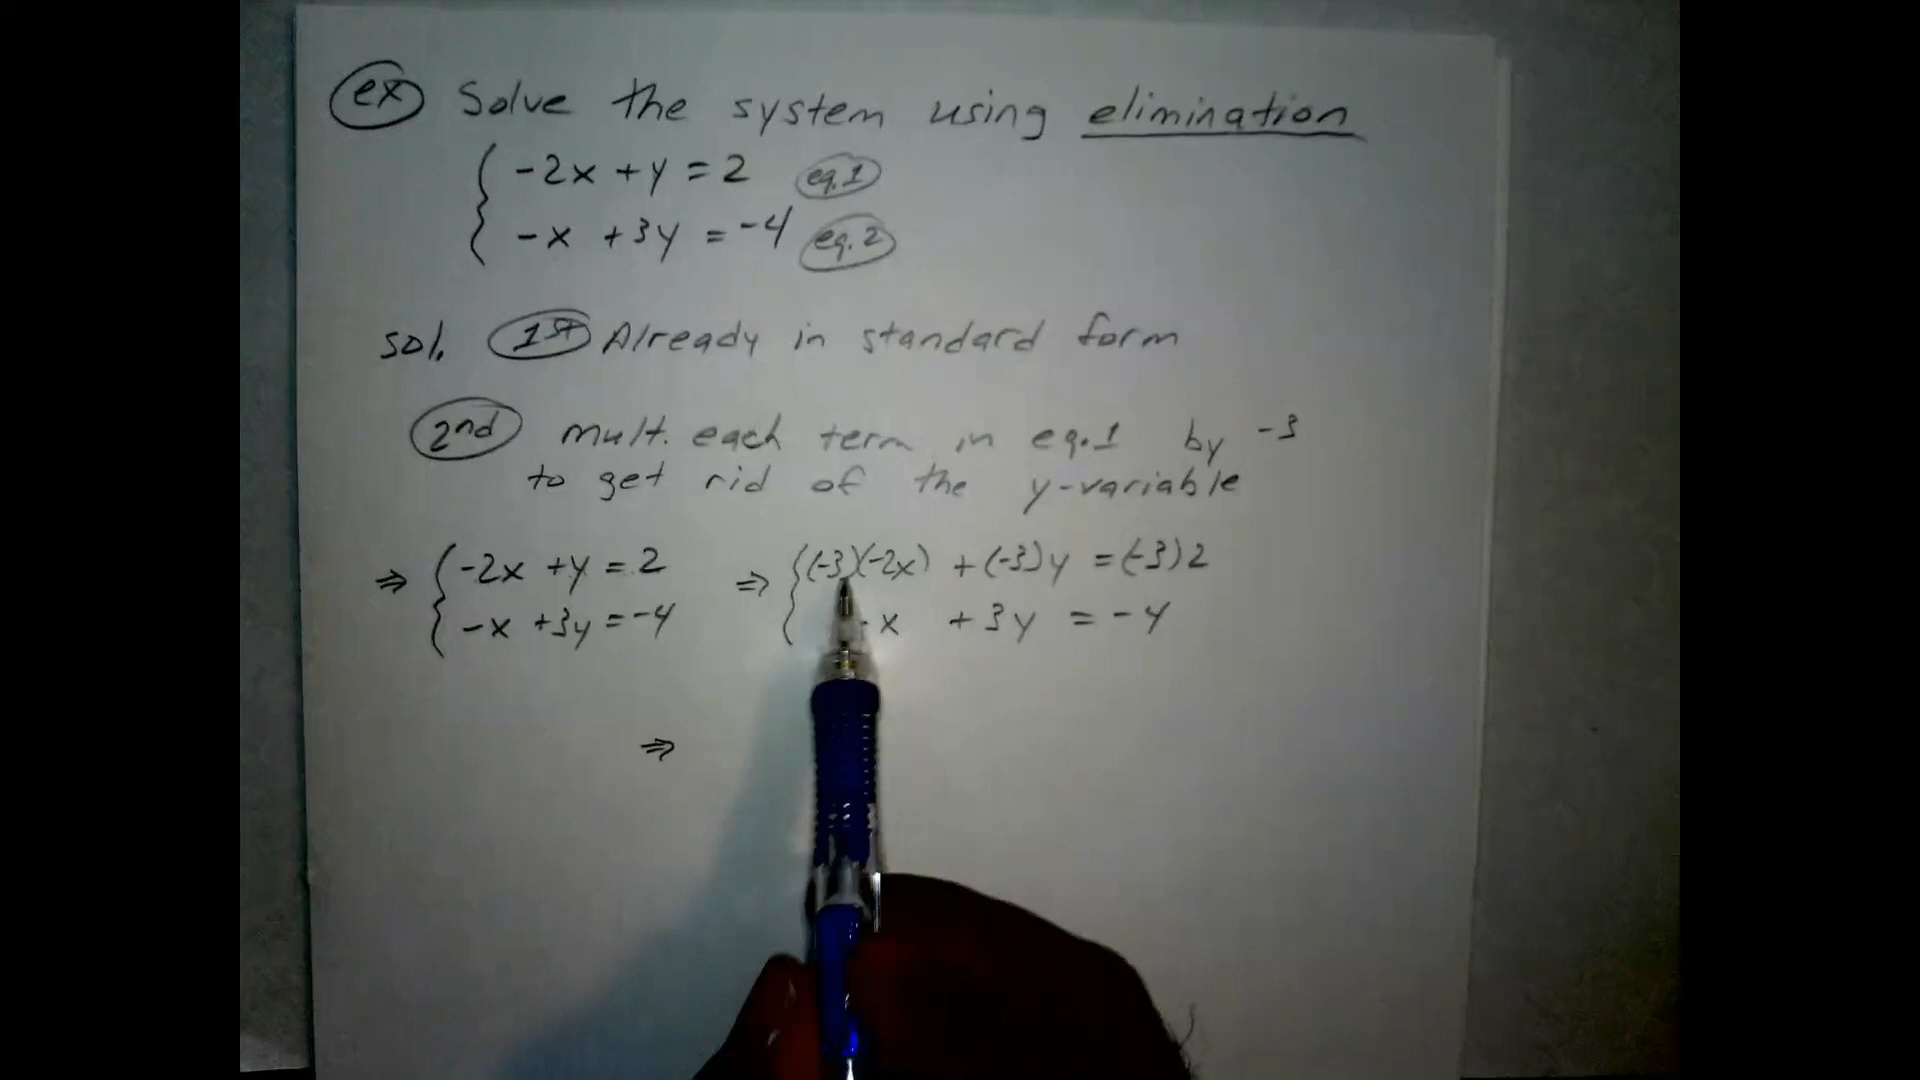 ex Solve the system using elimination
{ -2x + y = 2 eq.1
-x + 3y = -4 eq.2
sol. 1st Already in standard form
2nd mult. each term in eq.1 by -3
to get rid of the y-variable
⇒ { -2x + y = 2 ⇒ { (-3)(-2x) + (-3)y = (-3)2
-x + 3y = -4 -x + 3y = -4
⇒